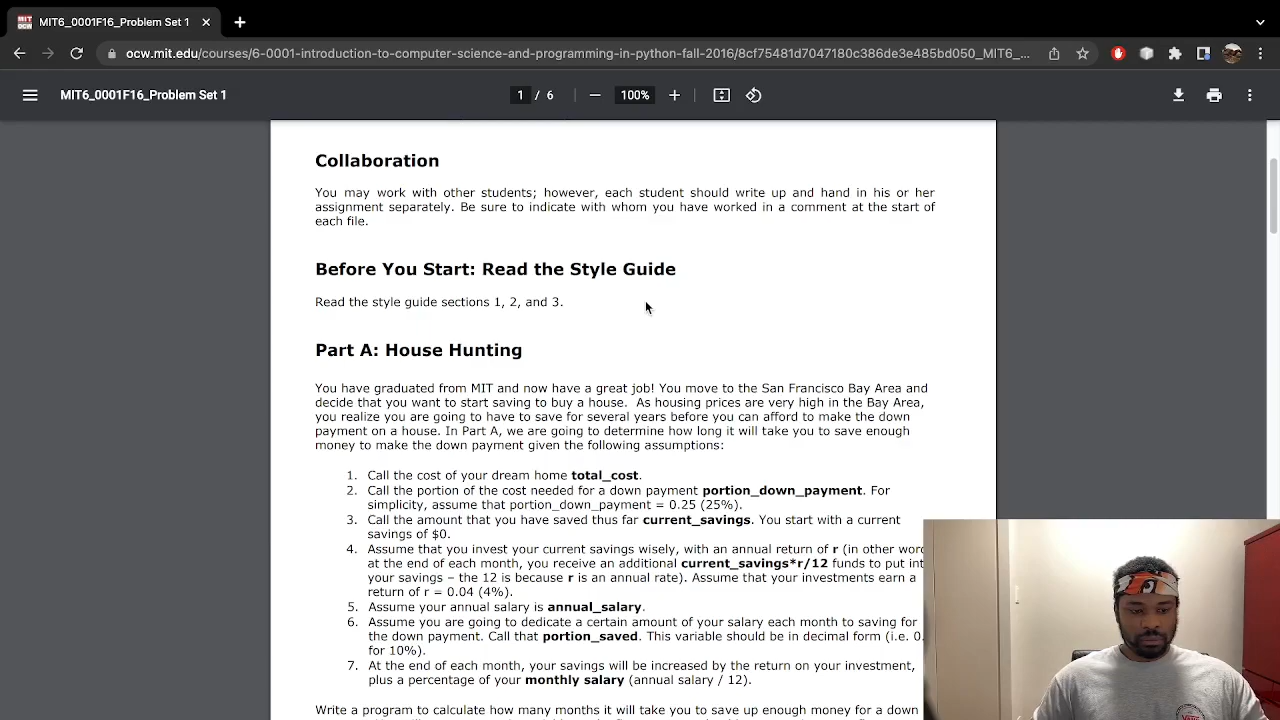 MIT6_0001F16_Problem Set 1
ocw.mit.edu/courses/6-0001-introduction-to-computer-science-and-programming-in-python-fall-2016/8cf75481d7047180c386de3e485bd050_MIT6_...
MIT6_0001F16_Problem Set 1
1 / 6
100%
Collaboration
You may work with other students; however, each student should write up and hand in his or her
assignment separately. Be sure to indicate with whom you have worked in a comment at the start of
each file.
Before You Start: Read the Style Guide
Read the style guide sections 1, 2, and 3.
Part A: House Hunting
You have graduated from MIT and now have a great job! You move to the San Francisco Bay Area and
decide that you want to start saving to buy a house. As housing prices are very high in the Bay Area,
you realize you are going to have to save for several years before you can afford to make the down
payment on a house. In Part A, we are going to determine how long it will take you to save enough
money to make the down payment given the following assumptions:
1. Call the cost of your dream home total_cost.
2. Call the portion of the cost needed for a down payment portion_down_payment. For
simplicity, assume that portion_down_payment = 0.25 (25%).
3. Call the amount that you have saved thus far current_savings. You start with a current
savings of $0.
4. Assume that you invest your current savings wisely, with an annual return of r (in other wor
at the end of each month, you receive an additional current_savings*r/12 funds to put int
your savings – the 12 is because r is an annual rate). Assume that your investments earn a
return of r = 0.04 (4%).
5. Assume your annual salary is annual_salary.
6. Assume you are going to dedicate a certain amount of your salary each month to saving for
the down payment. Call that portion_saved. This variable should be in decimal form (i.e. 0.
for 10%).
7. At the end of each month, your savings will be increased by the return on your investment,
plus a percentage of your monthly salary (annual salary / 12).
Write a program to calculate how many months it will take you to save up enough money for a down